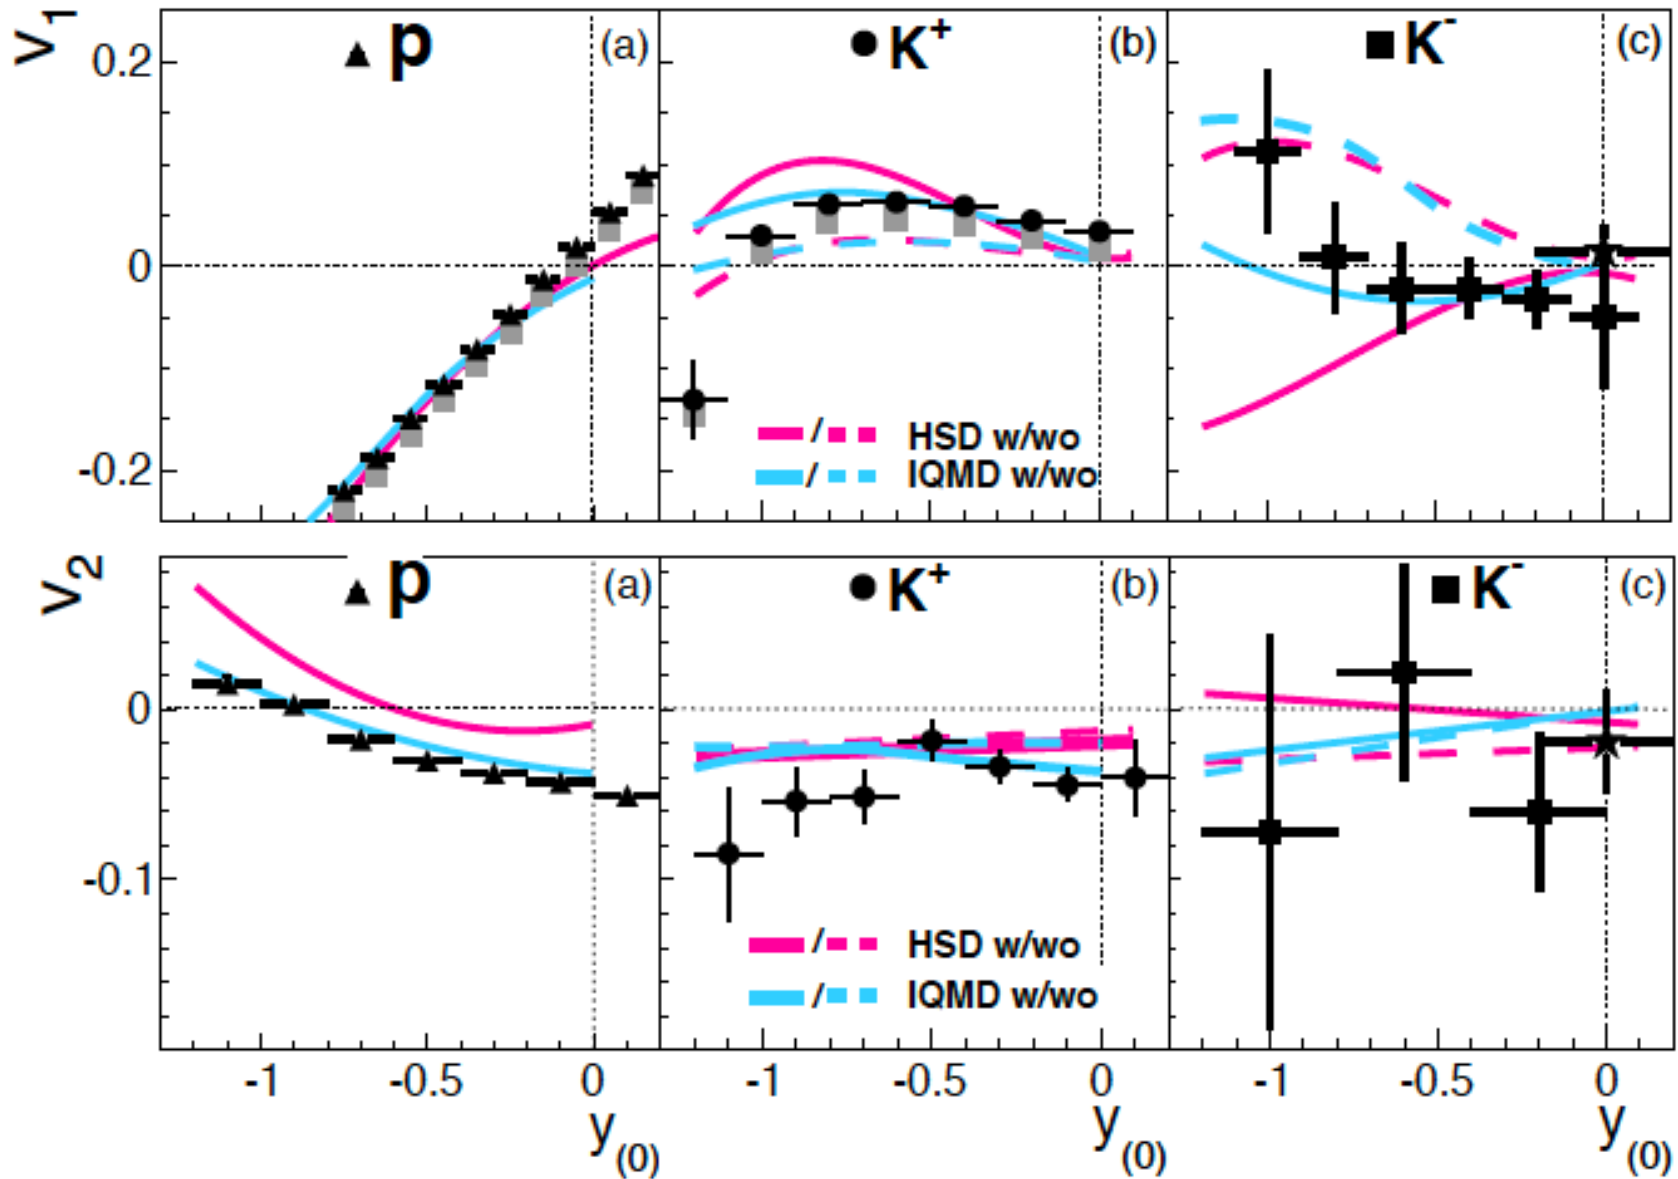 v1
p (a) K+ (b) K- (c)
0.2
0
-0.2
/ HSD w/wo
/ IQMD w/wo
v2
p (a) K+ (b) K- (c)
0
-0.1
/ HSD w/wo
/ IQMD w/wo
-1 -0.5 0 -1 -0.5 0 -1 -0.5 0
y(0) y(0) y(0)